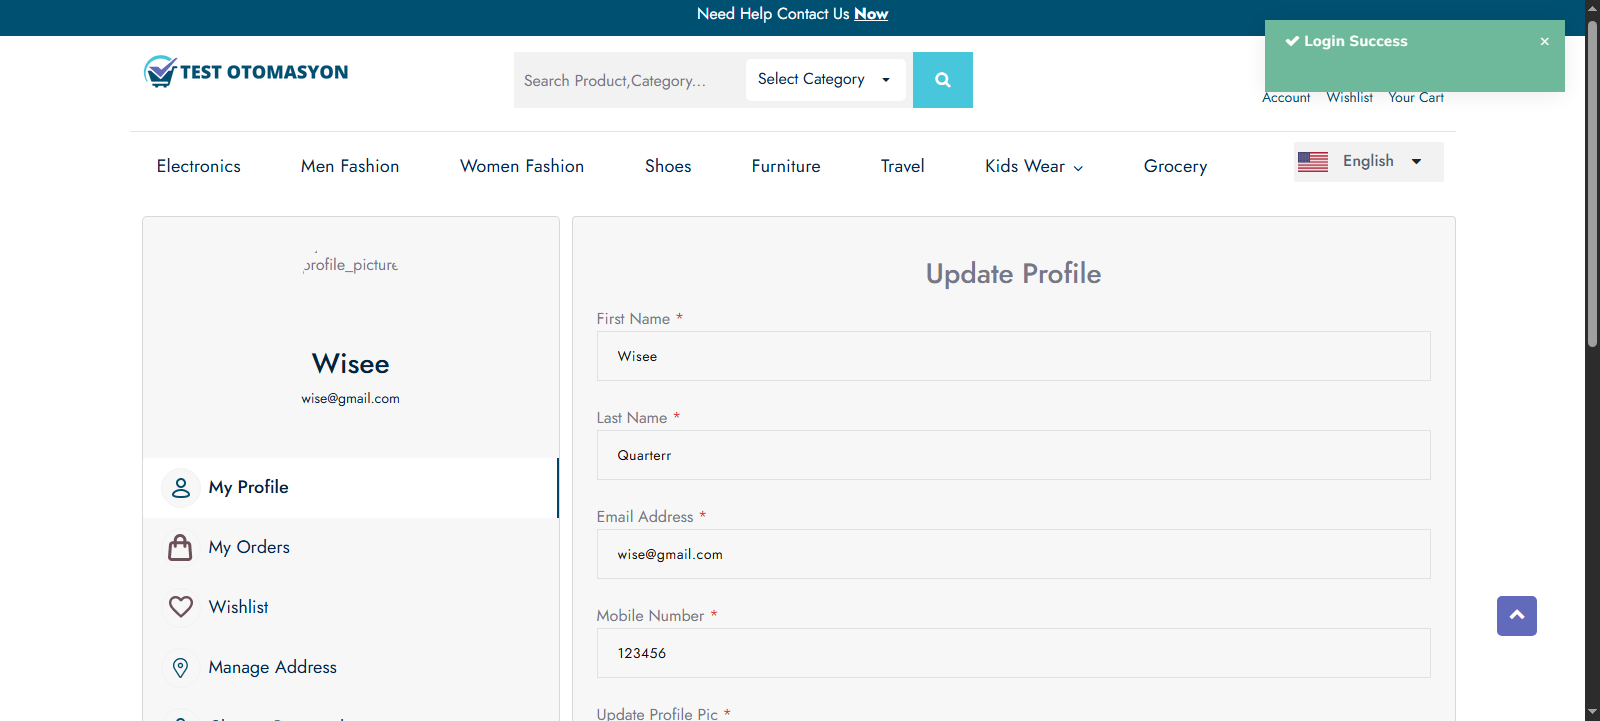 Need Help Contact Us Now
Login Success
×
TEST OTOMASYON
Search Product,Category...
Select Category
Account Wishlist Your Cart
Electronics Men Fashion Women Fashion Shoes Furniture Travel Kids Wear Grocery
English
profile_picture
Wisee
wise@gmail.com
My Profile
My Orders
Wishlist
Manage Address
Update Profile
First Name *
Wisee
Last Name *
Quarterr
Email Address *
wise@gmail.com
Mobile Number *
123456
Update Profile Pic *